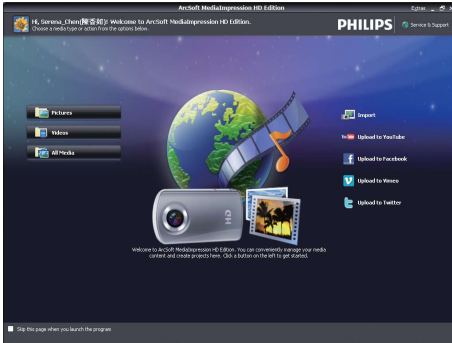 ArcSoft MediaImpression HD Edition
Extras
Hi, Serena_Chen(陳香如)! Welcome to ArcSoft MediaImpression HD Edition.
Choose a media type or action from the options below.
PHILIPS
Service & Support
Pictures
Videos
All Media
Import
You Tube Upload to YouTube
f Upload to Facebook
v Upload to Vimeo
t Upload to Twitter
HD
Welcome to ArcSoft MediaImpression HD Edition. You can conveniently manage your media
content and create projects here. Click a button on the left to get started.
Skip this page when you launch the program